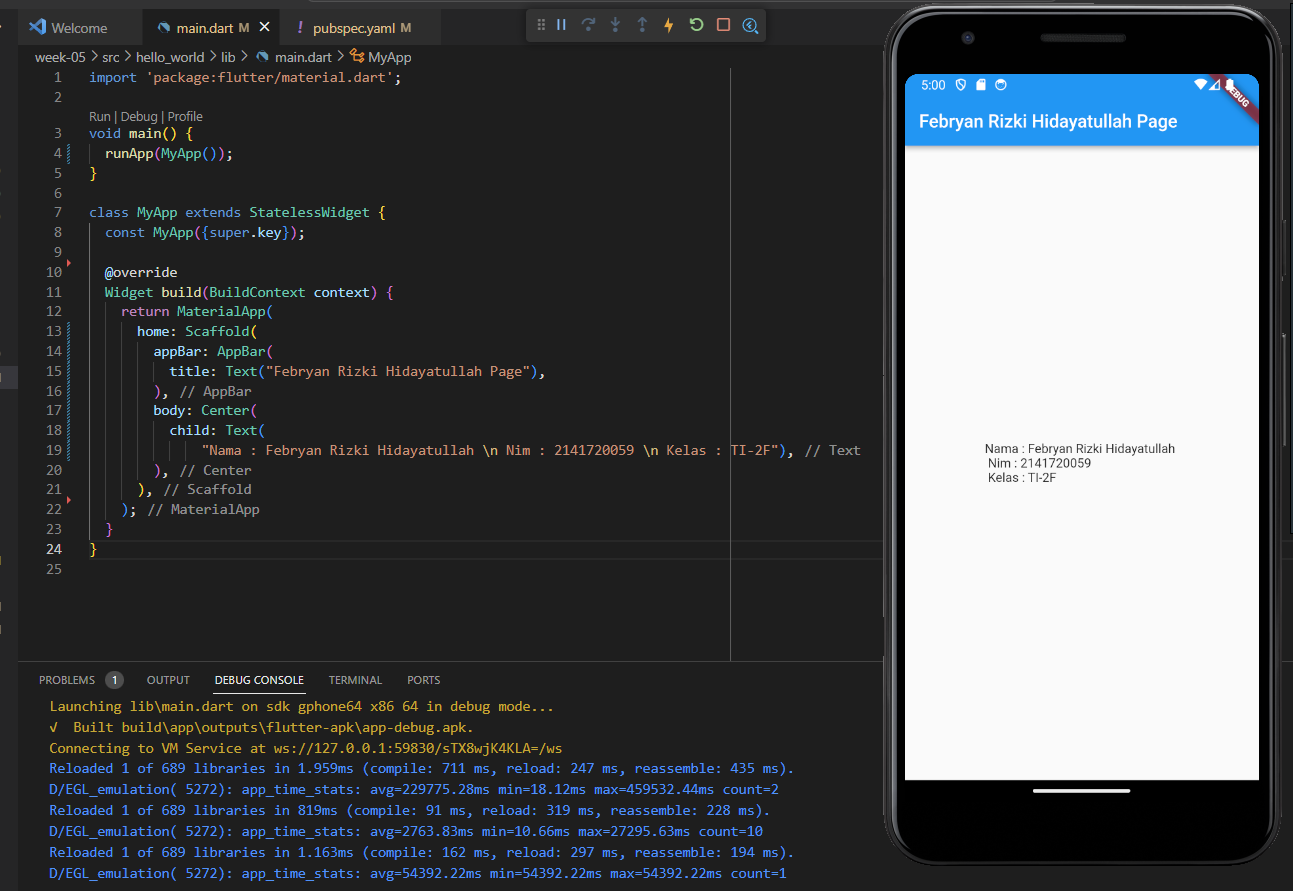 Welcome
main.dart M
! pubspec.yaml M
week-05 > src > hello_world > lib > main.dart > MyApp
1 import 'package:flutter/material.dart';
2
Run | Debug | Profile
3 void main() {
4 runApp(MyApp());
5 }
6
7 class MyApp extends StatelessWidget {
8 const MyApp({super.key});
9
10 @override
11 Widget build(BuildContext context) {
12 return MaterialApp(
13 home: Scaffold(
14 appBar: AppBar(
15 title: Text("Febryan Rizki Hidayatullah Page"),
16 ), // AppBar
17 body: Center(
18 child: Text(
19 "Nama : Febryan Rizki Hidayatullah \n Nim : 2141720059 \n Kelas : TI-2F"), // Text
20 ), // Center
21 ), // Scaffold
22 ); // MaterialApp
23 }
24 }
25
PROBLEMS 1 OUTPUT DEBUG CONSOLE TERMINAL PORTS
Launching lib\main.dart on sdk gphone64 x86 64 in debug mode...
√ Built build\app\outputs\flutter-apk\app-debug.apk.
Connecting to VM Service at ws://127.0.0.1:59830/sTX8wjK4KLA=/ws
Reloaded 1 of 689 libraries in 1.959ms (compile: 711 ms, reload: 247 ms, reassemble: 435 ms).
D/EGL_emulation( 5272): app_time_stats: avg=229775.28ms min=18.12ms max=459532.44ms count=2
Reloaded 1 of 689 libraries in 819ms (compile: 91 ms, reload: 319 ms, reassemble: 228 ms).
D/EGL_emulation( 5272): app_time_stats: avg=2763.83ms min=10.66ms max=27295.63ms count=10
Reloaded 1 of 689 libraries in 1.163ms (compile: 162 ms, reload: 297 ms, reassemble: 194 ms).
D/EGL_emulation( 5272): app_time_stats: avg=54392.22ms min=54392.22ms max=54392.22ms count=1
5:00
Febryan Rizki Hidayatullah Page
Nama : Febryan Rizki Hidayatullah
Nim : 2141720059
Kelas : TI-2F